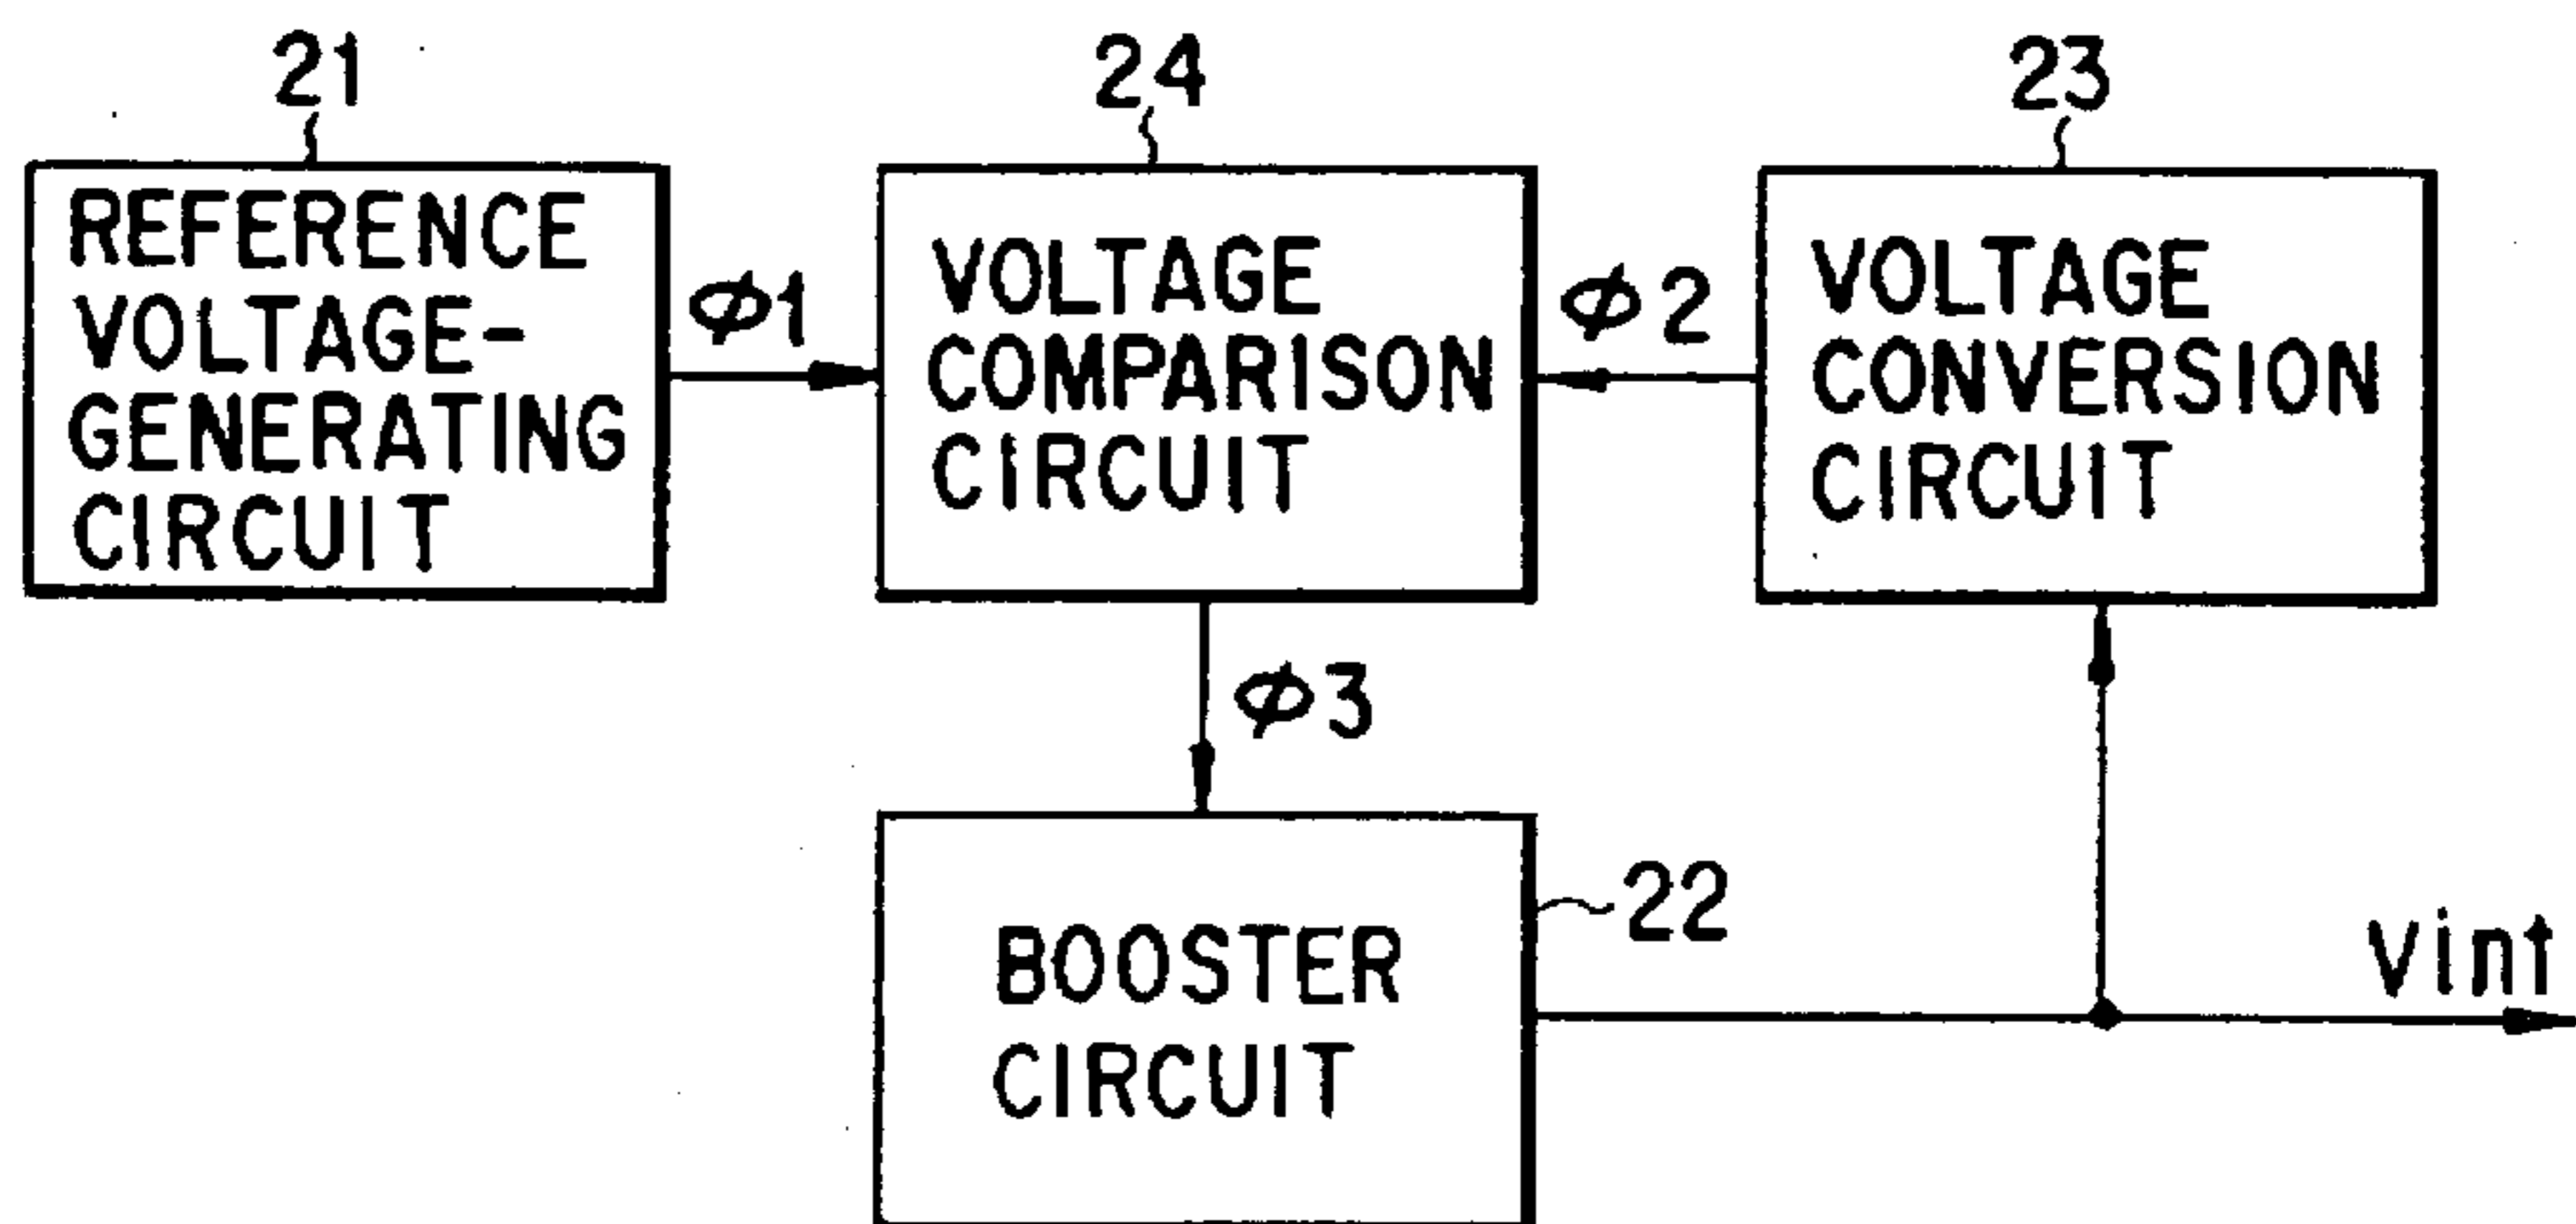 21
24
23
REFERENCE
VOLTAGE-
GENERATING
CIRCUIT
ϕ1
VOLTAGE
COMPARISON
CIRCUIT
ϕ2
VOLTAGE
CONVERSION
CIRCUIT
ϕ3
BOOSTER
CIRCUIT
22
Vint